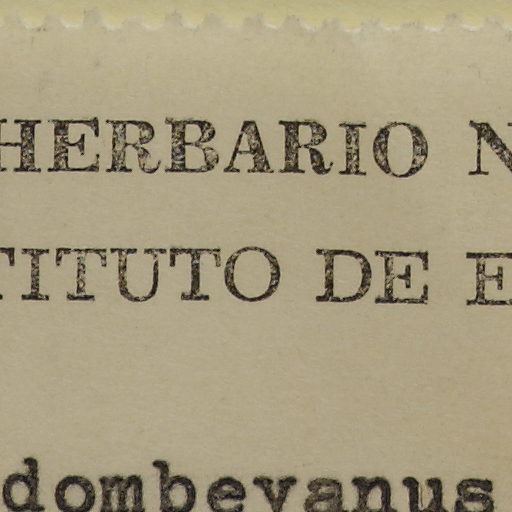 HERBARIO N
TITUTO DE E
dombeyanus